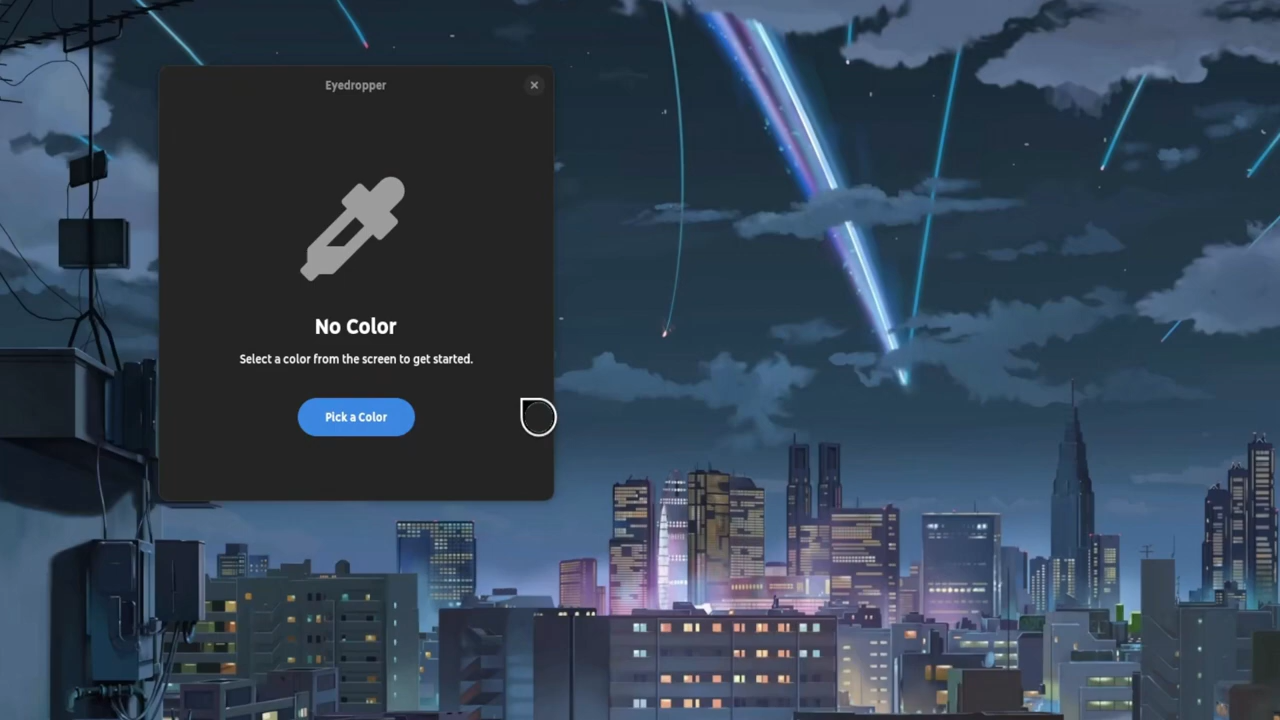 Eyedropper
No Color
Select a color from the screen to get started.
Pick a Color